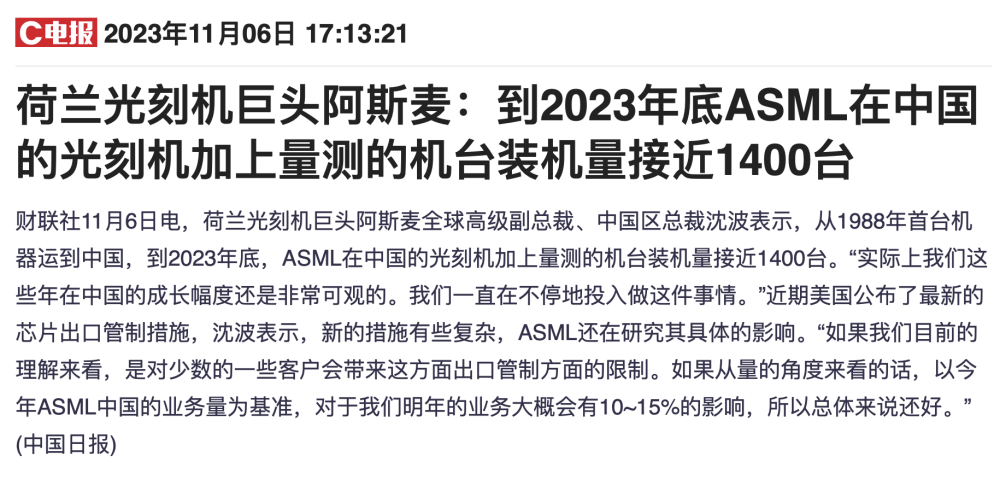 C电报 2023年11月06日 17:13:21
荷兰光刻机巨头阿斯麦：到2023年底ASML在中国
的光刻机加上量测的机台装机量接近1400台
财联社11月6日电，荷兰光刻机巨头阿斯麦全球高级副总裁、中国区总裁沈波表示，从1988年首台机
器运到中国，到2023年底，ASML在中国的光刻机加上量测的机台装机量接近1400台。“实际上我们这
些年在中国的成长幅度还是非常可观的。我们一直在不停地投入做这件事情。”近期美国公布了最新的
芯片出口管制措施，沈波表示，新的措施有些复杂，ASML还在研究其具体的影响。“如果我们目前的
理解来看，是对少数的一些客户会带来这方面出口管制方面的限制。如果从量的角度来看的话，以今
年ASML中国的业务量为基准，对于我们明年的业务大概会有10~15%的影响，所以总体来说还好。”
(中国日报)